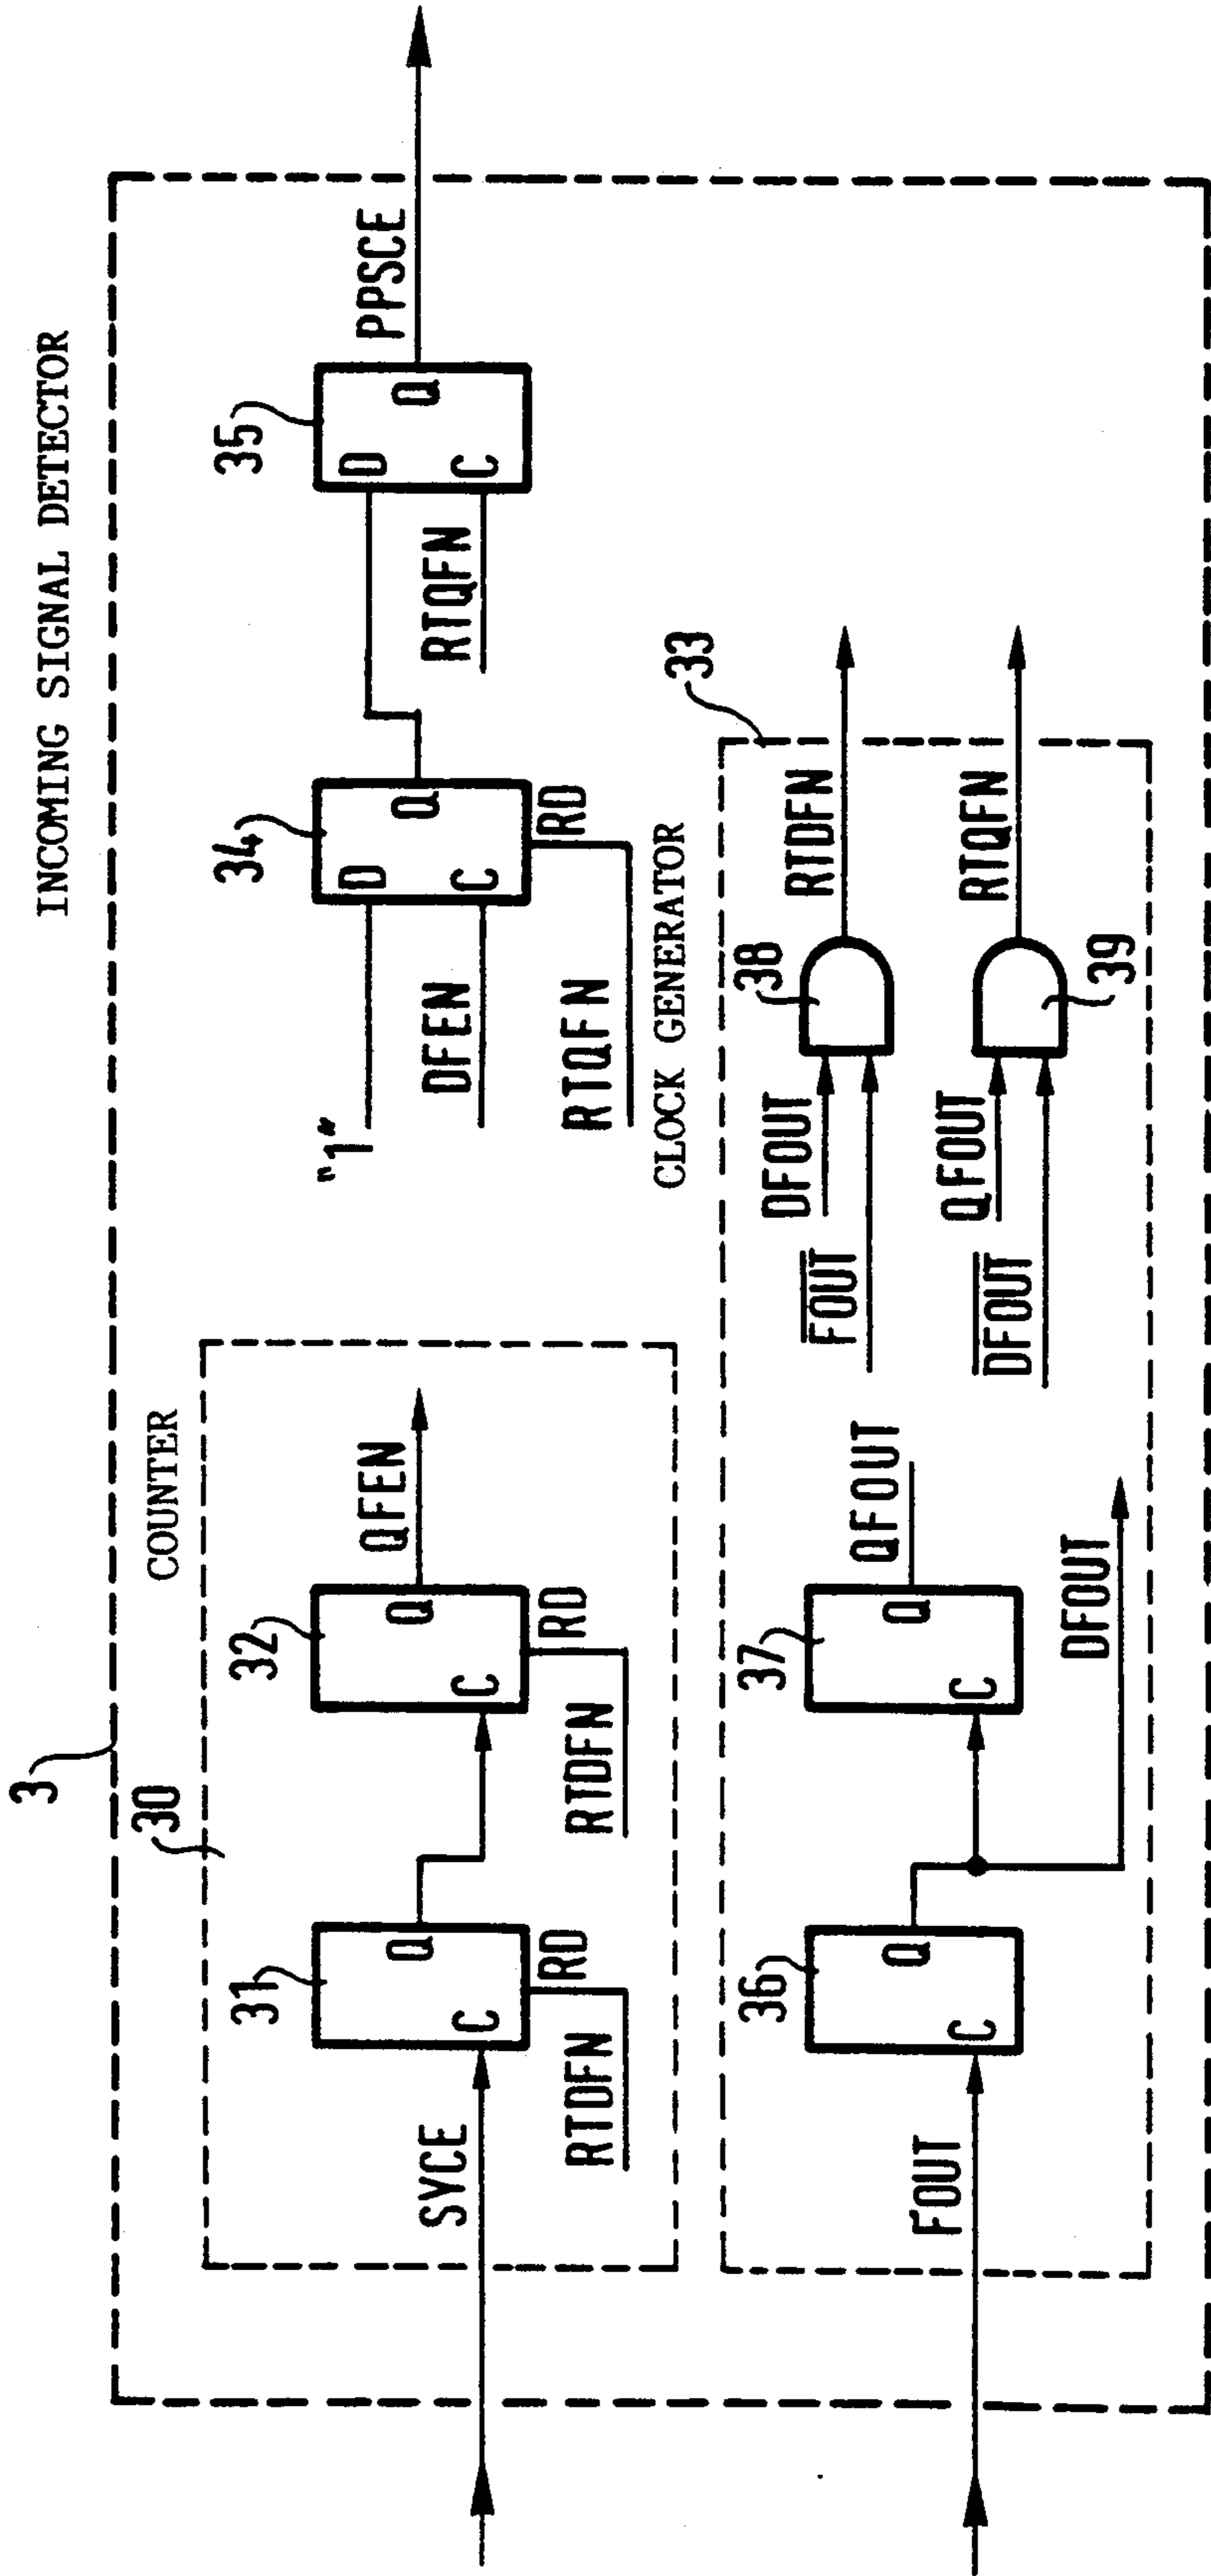 INCOMING SIGNAL DETECTOR
3
COUNTER
30
SYCE
31
C
Q
RD
RTDFN
32
C
Q
RD
RTDFN
QFEN
"1"
DFEN
RTQFN
34
D
C
Q
RD
RTQFN
35
D
C
Q
PPSCE
CLOCK GENERATOR
33
FOUT
36
C
Q
37
C
Q
QFOUT
DFOUT
DFOUT
FOUT
38
RTDFN
QFOUT
DFOUT
39
RTQFN